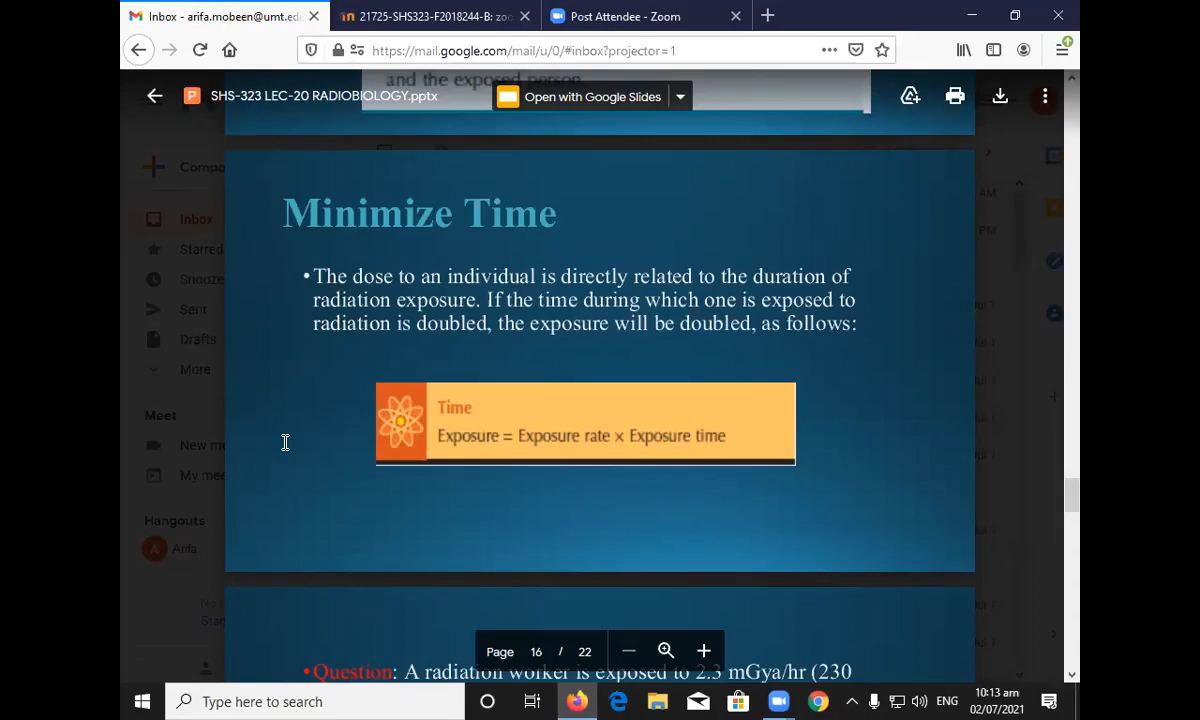 Inbox - arifa.mobeen@umt.edu
21725-SHS323-F2018244-B: zoo
Post Attendee - Zoom
https://mail.google.com/mail/u/0/#inbox?projector=1
and the exposed person
SHS-323 LEC-20 RADIOBIOLOGY.pptx
Open with Google Slides
Compo
Inbox
Starred
Snooze
Sent
Drafts
More
Meet
New me
My mee
Hangouts
A Arifa
Minimize Time
•The dose to an individual is directly related to the duration of
radiation exposure. If the time during which one is exposed to
radiation is doubled, the exposure will be doubled, as follows:
Time
Exposure = Exposure rate × Exposure time
Page 16 / 22
•Question: A radiation worker is exposed to 2.3 mGya/hr (230
Type here to search
ENG
10:13 am
02/07/2021